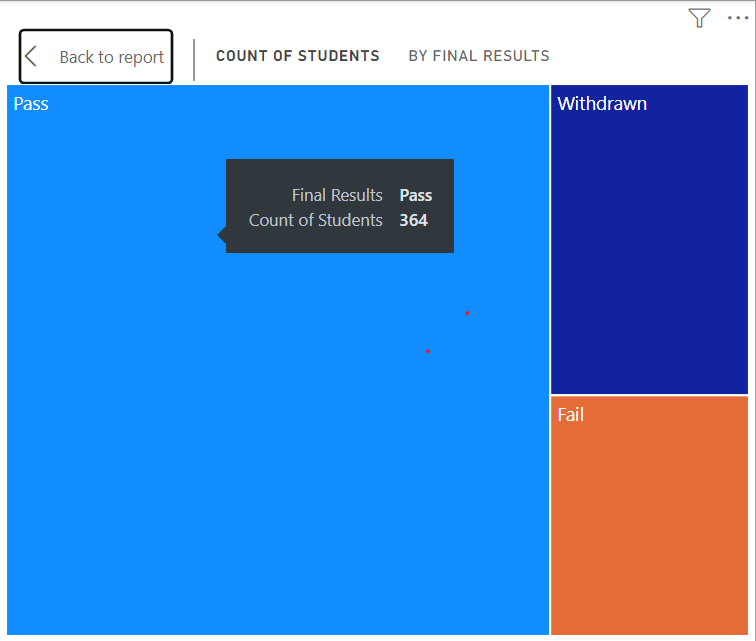 Back to report
COUNT OF STUDENTS
BY FINAL RESULTS
Pass
Withdrawn
Final Results Pass
Count of Students 364
Fail